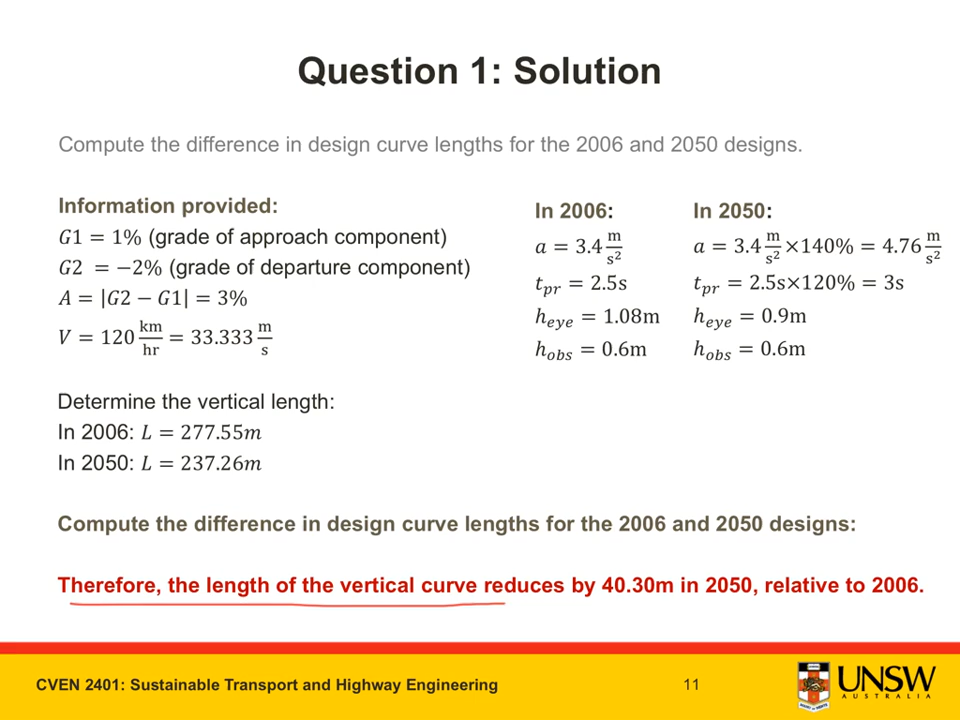 Question 1: Solution
Compute the difference in design curve lengths for the 2006 and 2050 designs.
Information provided:
G1 = 1% (grade of approach component)
G2 = −2% (grade of departure component)
A = |G2 − G1| = 3%
V = 120 km/hr = 33.333 m/s
In 2006:
a = 3.4 m/s²
t_pr = 2.5s
h_eye = 1.08m
h_obs = 0.6m
In 2050:
a = 3.4 m/s² ×140% = 4.76 m/s²
t_pr = 2.5s×120% = 3s
h_eye = 0.9m
h_obs = 0.6m
Determine the vertical length:
In 2006: L = 277.55m
In 2050: L = 237.26m
Compute the difference in design curve lengths for the 2006 and 2050 designs:
Therefore, the length of the vertical curve reduces by 40.30m in 2050, relative to 2006.
CVEN 2401: Sustainable Transport and Highway Engineering
11
UNSW
AUSTRALIA